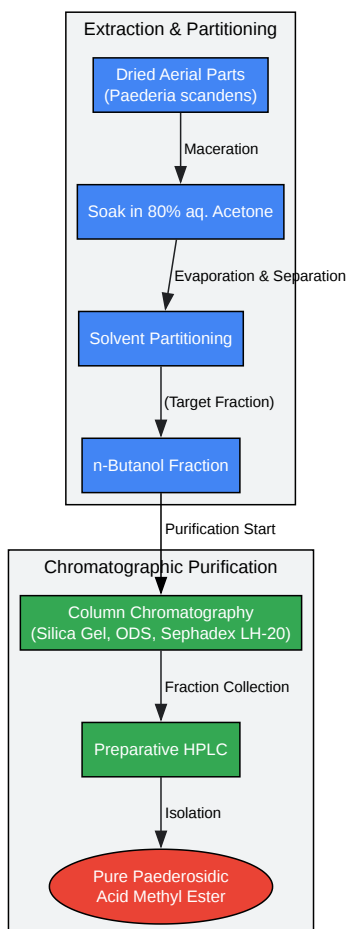 Extraction & Partitioning
Dried Aerial Parts
(Paederia scandens)
Maceration
Soak in 80% aq. Acetone
Evaporation & Separation
Solvent Partitioning
(Target Fraction)
n-Butanol Fraction
Purification Start
Chromatographic Purification
Column Chromatography
(Silica Gel, ODS, Sephadex LH-20)
Fraction Collection
Preparative HPLC
Isolation
Pure Paederosidic
Acid Methyl Ester